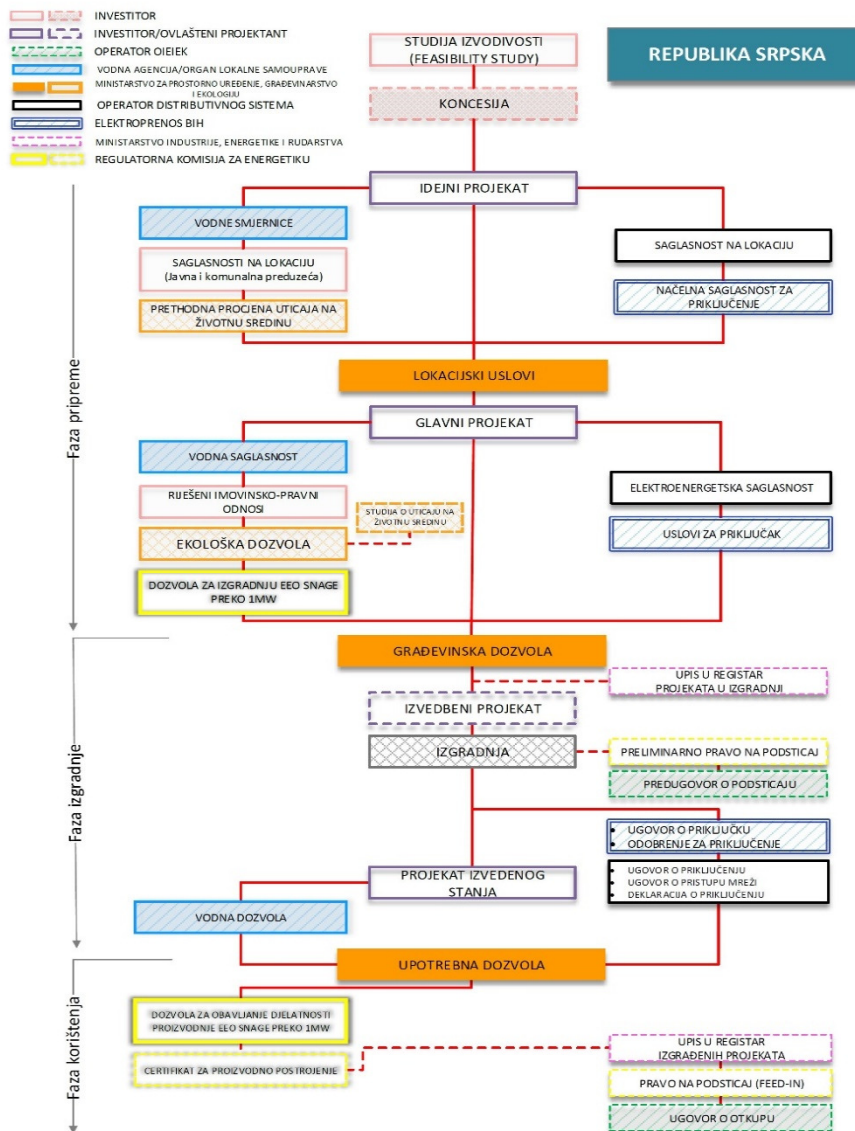 INVESTITOR
INVESTITOR/OVLAŠTENI PROJEKTANT
OPERATOR OIEIEK
VODNA AGENCIJA/ORGAN LOKALNE SAMOUPRAVE
MINISTARSTVO ZA PROSTORNO UREĐENJE, GRAĐEVINARSTVO
I EKOLOGIJU
OPERATOR DISTRIBUTIVNOG SISTEMA
ELEKTROPRENOS BIH
MINISTARSTVO INDUSTRIJE, ENERGETIKE I RUDARSTVA
REGULATORNA KOMISIJA ZA ENERGETIKU
STUDIJA IZVODIVOSTI
(FEASIBILITY STUDY)
REPUBLIKA SRPSKA
KONCESIJA
Faza pripreme
IDEJNI PROJEKAT
VODNE SMJERNICE
SAGLASNOSTI NA LOKACIJU
(Javna i komunalna preduzeća)
PRETHODNA PROCJENA UTICAJA NA
ŽIVOTNU SREDINU
SAGLASNOST NA LOKACIJU
NAČELNA SAGLASNOST ZA
PRIKLJUČENJE
LOKACIJSKI USLOVI
GLAVNI PROJEKAT
VODNA SAGLASNOST
RIJEŠENI IMOVINSKO-PRAVNI
ODNOSI
STUDIJA O UTICAJU NA
ŽIVOTNU SREDINU
EKOLOŠKA DOZVOLA
DOZVOLA ZA IZGRADNJU EEO SNAGE
PREKO 1MW
ELEKTROENERGETSKA SAGLASNOST
USLOVI ZA PRIKLJUČAK
Faza izgradnje
GRAĐEVINSKA DOZVOLA
UPIS U REGISTAR
PROJEKATA U IZGRADNJI
IZVEDBENI PROJEKAT
IZGRADNJA
PRELIMINARNO PRAVO NA PODSTICAJ
PREDUGOVOR O PODSTICAJU
• UGOVOR O PRIKLJUČKU
• ODOBRENJE ZA PRIKLJUČENJE
• UGOVOR O PRIKLJUČENJU
• UGOVOR O PRISTUPU MREŽI
• DEKLARACIJA O PRIKLJUČENJU
PROJEKAT IZVEDENOG
STANJA
VODNA DOZVOLA
Faza korištenja
UPOTREBNA DOZVOLA
DOZVOLA ZA OBAVLJANJE DJELATNOSTI
PROIZVODNJE EEO SNAGE PREKO 1MW
CERTIFIKAT ZA PROIZVODNO POSTROJENJE
UPIS U REGISTAR
IZGRAĐENIH PROJEKATA
PRAVO NA PODSTICAJ (FEED-IN)
UGOVOR O OTKUPU